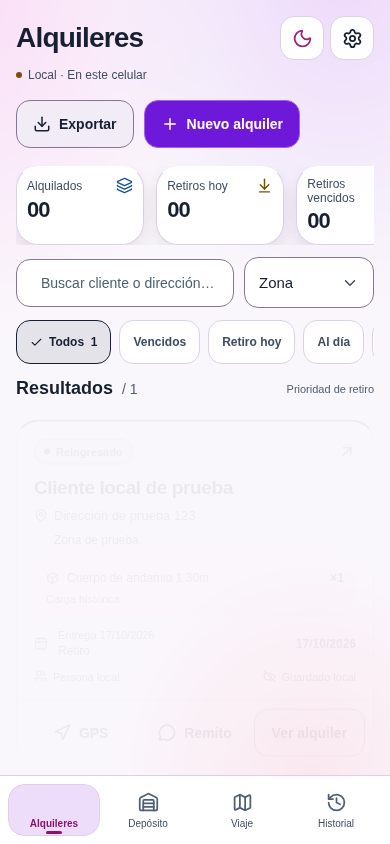 Alquileres
Local · En este celular
Exportar
Nuevo alquiler
Alquilados
00
Retiros hoy
00
Retiros
vencidos
00
Buscar cliente o dirección…
Zona
Todos 1
Vencidos
Retiro hoy
Al día
Resultados / 1
Prioridad de retiro
Reingresado
Cliente local de prueba
Dirección de prueba 123
Zona de prueba
Cuerpo de andamio 1.30m
×1
Carga histórica
Entrega 17/10/2026
Retiro
17/10/2026
Persona local
Guardado local
GPS
Remito
Ver alquiler
Alquileres
Depósito
Viaje
Historial